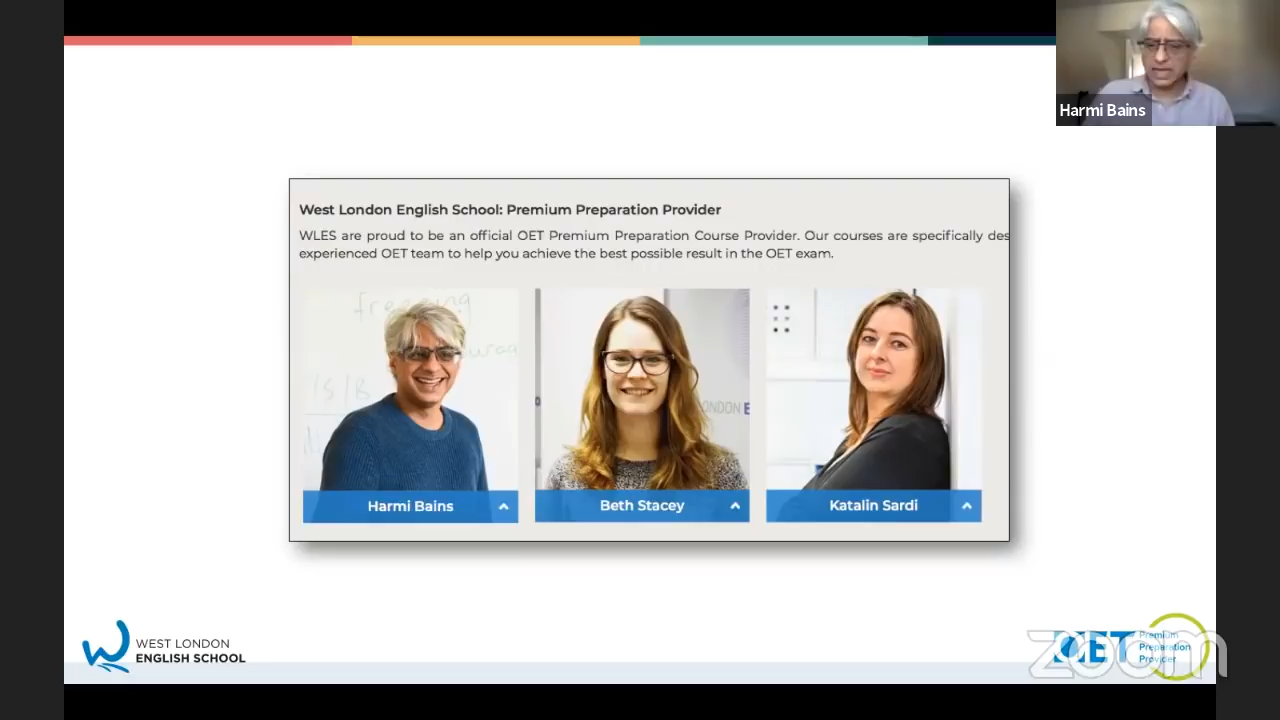 Harmi Bains
West London English School: Premium Preparation Provider
WLES are proud to be an official OET Premium Preparation Course Provider. Our courses are specifically des
experienced OET team to help you achieve the best possible result in the OET exam.
Harmi Bains
Beth Stacey
Katalin Sardi
WEST LONDON
ENGLISH SCHOOL
OET
Premium
Preparation
Provider
zoom